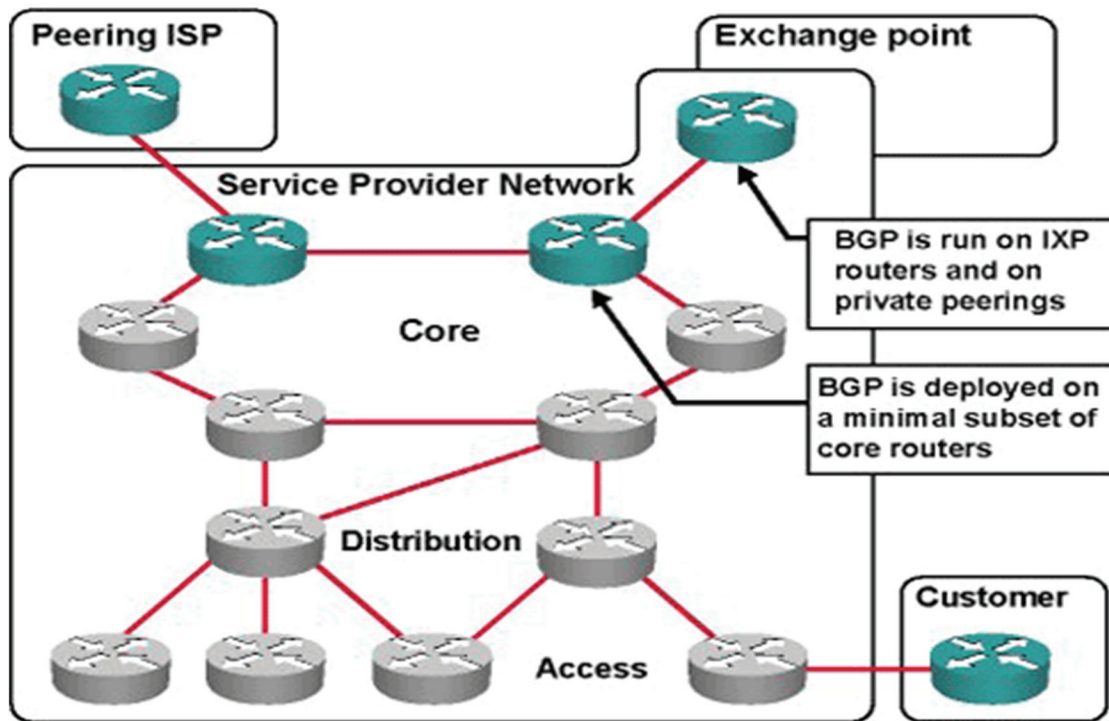 Peering ISP
Exchange point
Service Provider Network
BGP is run on IXP
routers and on
private peerings
Core
BGP is deployed on
a minimal subset of
core routers
Distribution
Customer
Access